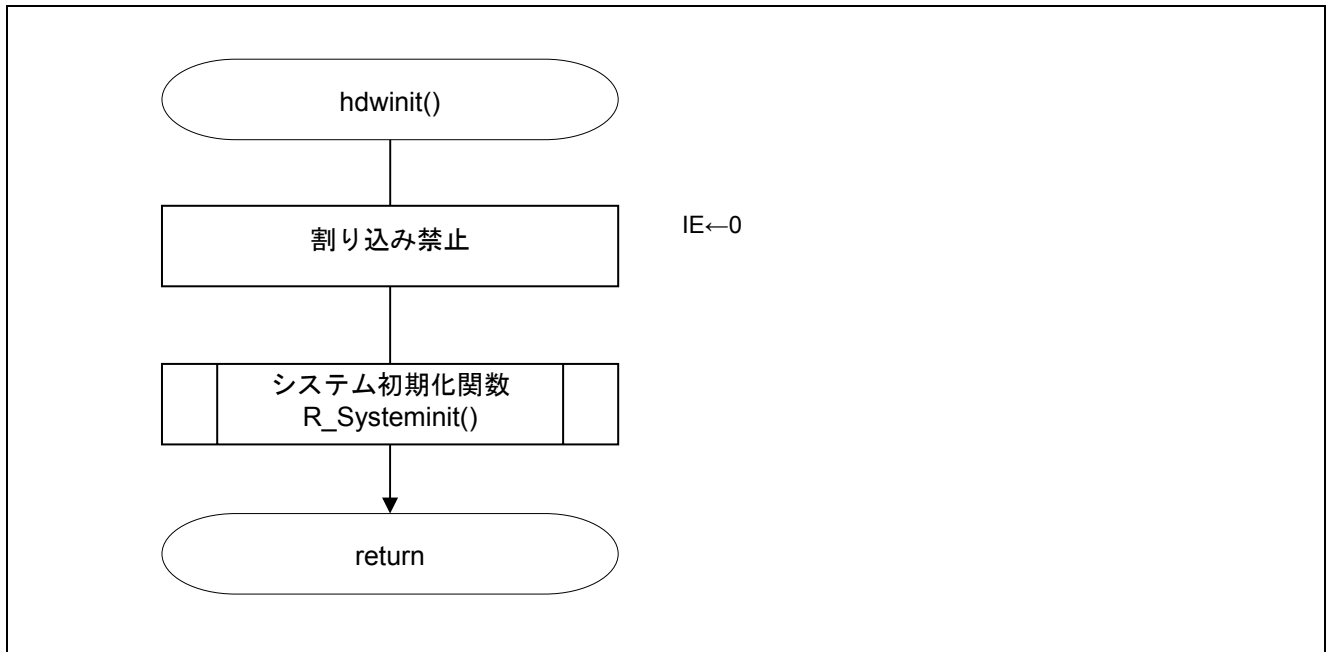 hdwinit()
割り込み禁止
IE←0
システム初期化関数
R_Systeminit()
return